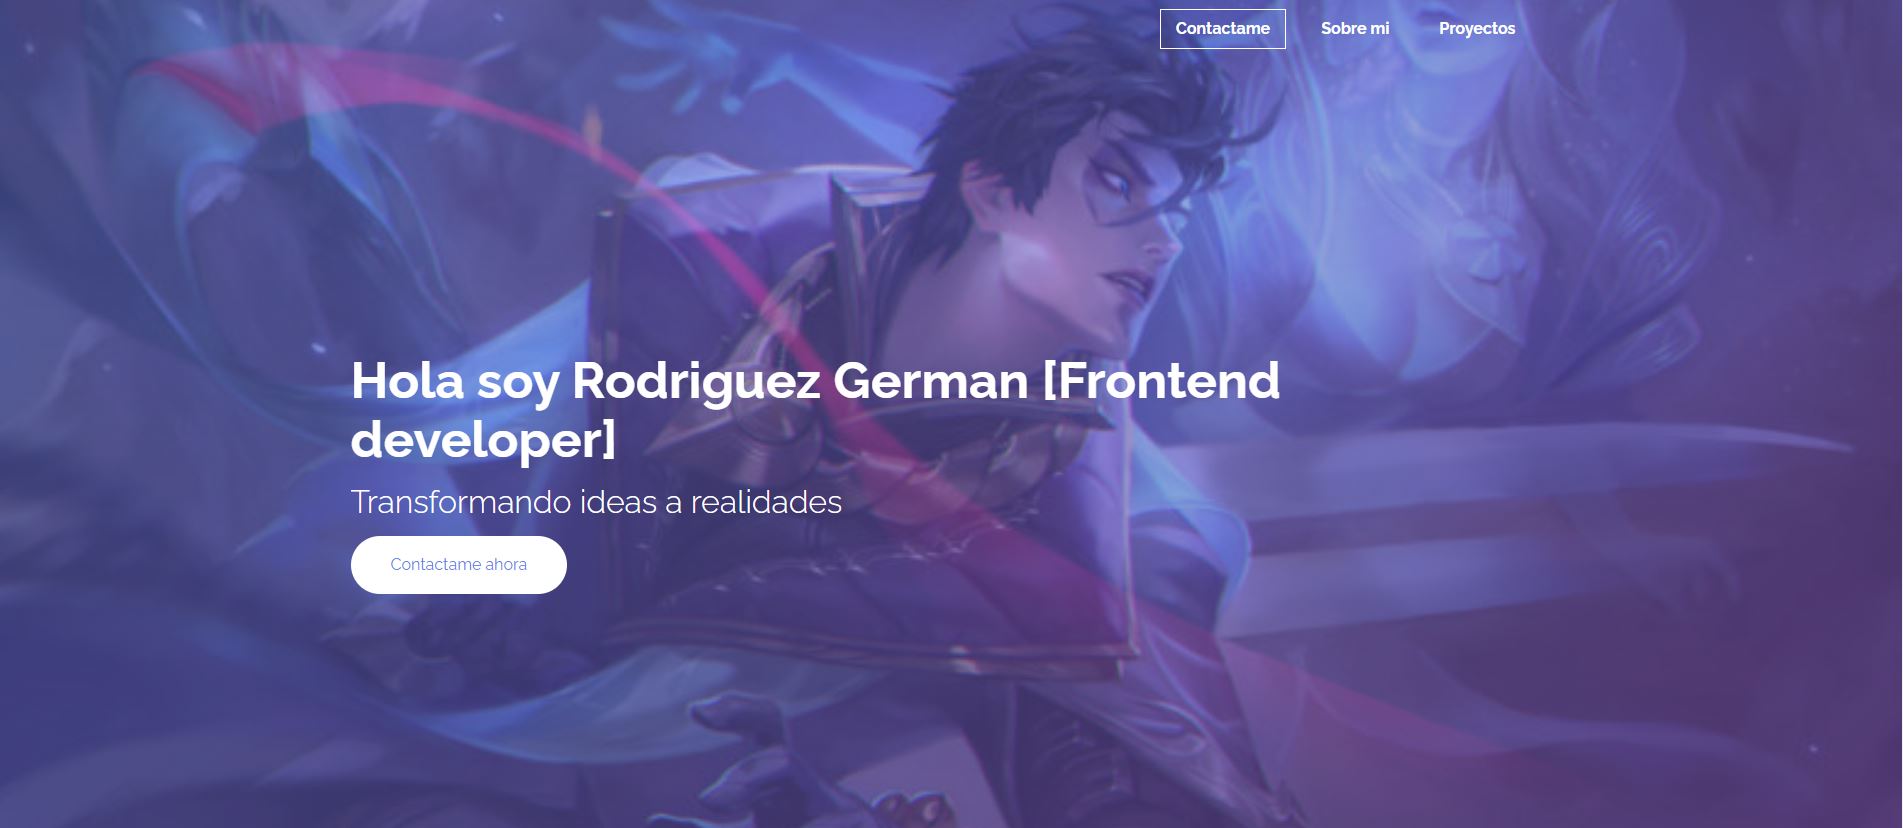 Contactame Sobre mi Proyectos
Hola soy Rodriguez German [Frontend
developer]
Transformando ideas a realidades
Contactame ahora